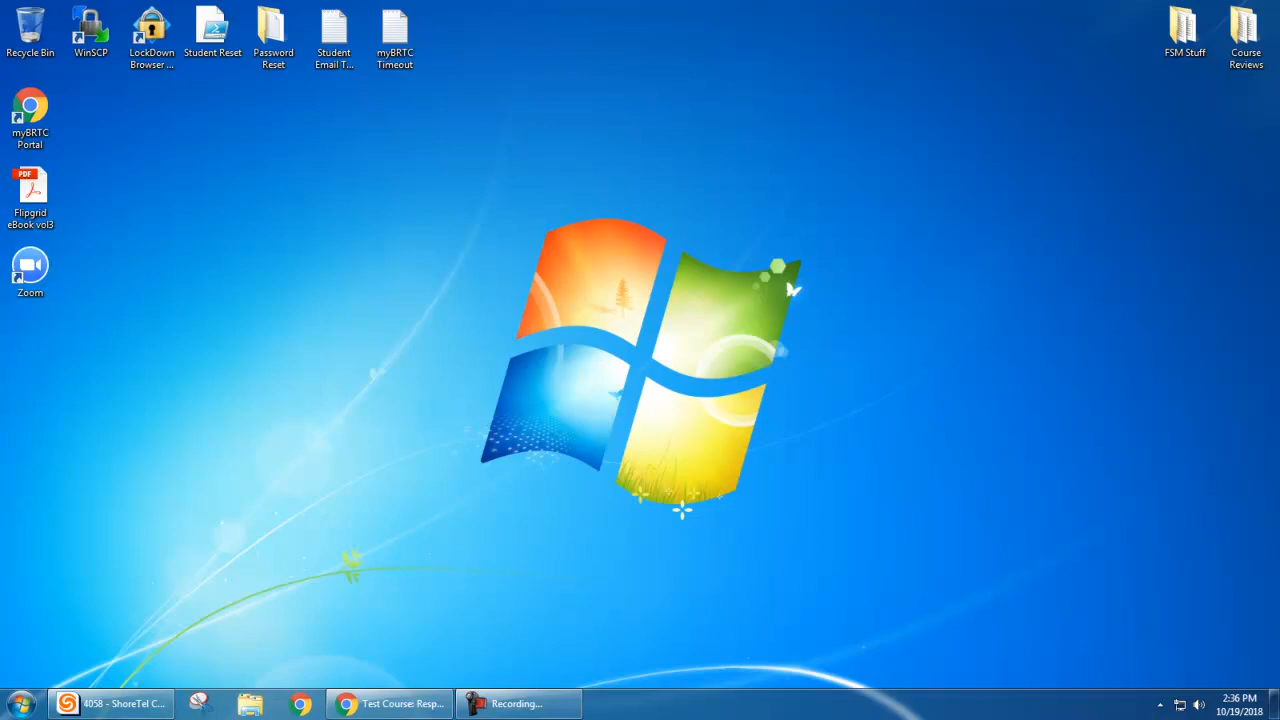 Recycle Bin
WinSCP
LockDown
Browser ...
Student Reset
Password
Reset
Student
Email T...
myBRTC
Timeout
FSM Stuff
Course
Reviews
myBRTC
Portal
PDF
Flipgrid
eBook vol3
Zoom
4058 - ShoreTel C...
Test Course: Resp...
Recording...
2:36 PM
10/19/2018